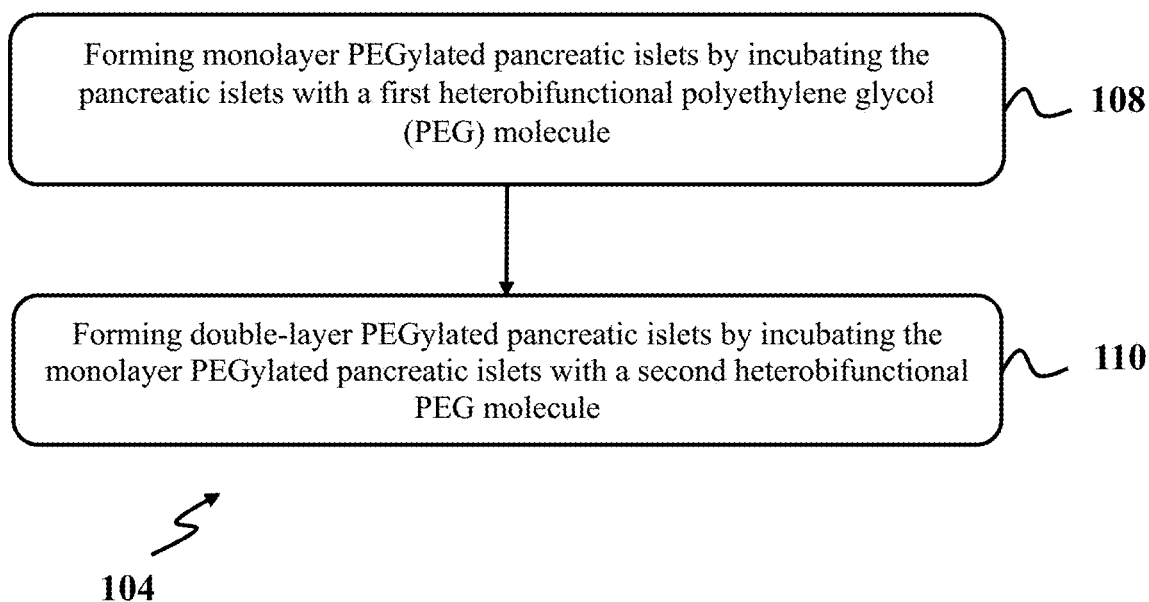 Forming monolayer PEGylated pancreatic islets by incubating the
pancreatic islets with a first heterobifunctional polyethylene glycol
(PEG) molecule
108
Forming double-layer PEGylated pancreatic islets by incubating the
monolayer PEGylated pancreatic islets with a second heterobifunctional
PEG molecule
110
104